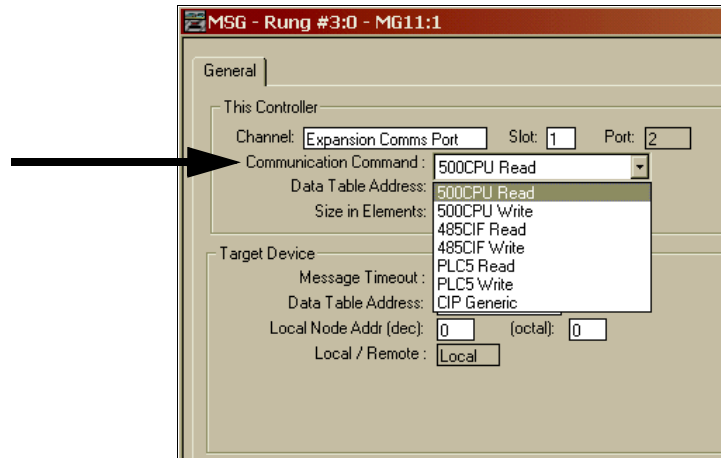 MSG - Rung #3:0 - MG11:1
General
This Controller
Channel: Expansion Comms Port Slot: 1 Port: 2
Communication Command : 500CPU Read
Data Table Address: 500CPU Read
500CPU Write
Size in Elements: 485CIF Read
485CIF Write
PLC5 Read
PLC5 Write
CIP Generic
Target Device
Message Timeout :
Data Table Address:
Local Node Addr (dec): 0 (octal): 0
Local / Remote : Local